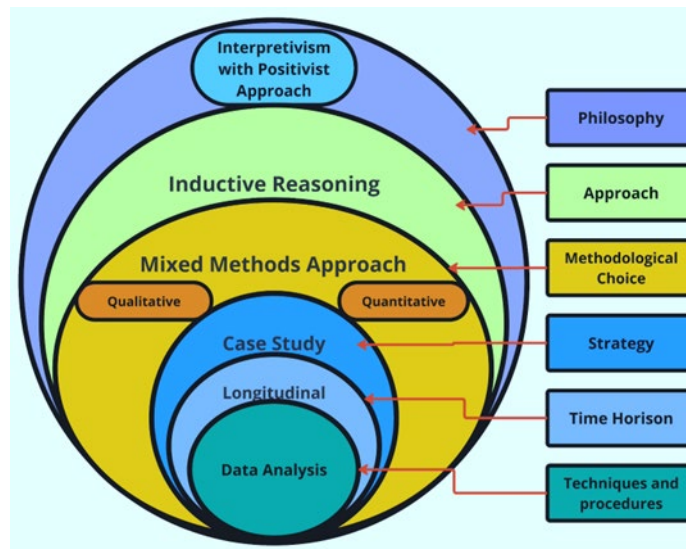 Interpretivism
with Positivist
Approach
Philosophy
Inductive Reasoning
Approach
Mixed Methods Approach
Methodological
Choice
Qualitative
Quantitative
Case Study
Strategy
Longitudinal
Time Horison
Data Analysis
Techniques and
procedures